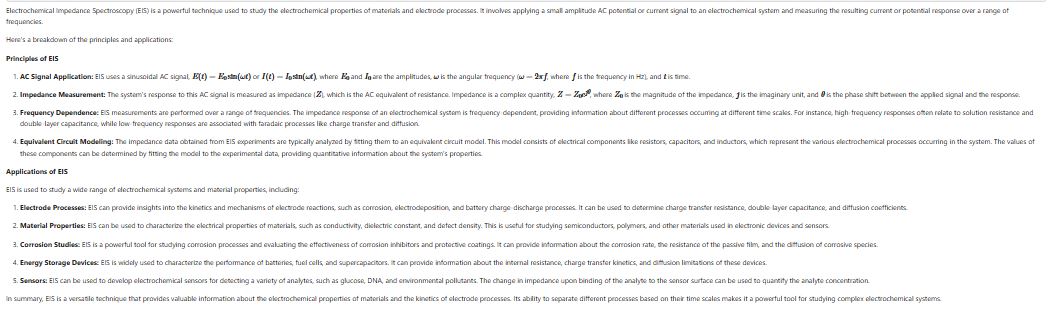 Electrochemical Impedance Spectroscopy (EIS) is a powerful technique used to study the electrochemical properties of materials and electrode processes. It involves applying a small amplitude AC potential or current signal to an electrochemical system and measuring the resulting current or potential response over a range of
frequencies.
Here's a breakdown of the principles and applications:
Principles of EIS
1. AC Signal Application: EIS uses a sinusoidal AC signal, E(t) = E₀sin(ωt) or I(t) = I₀sin(ωt), where E₀ and I₀ are the amplitudes, ω is the angular frequency (ω = 2πf, where f is the frequency in Hz), and t is time.
2. Impedance Measurement: The system's response to this AC signal is measured as impedance (Z), which is the AC equivalent of resistance. Impedance is a complex quantity, Z = Z₀eʲᶿ, where Z₀ is the magnitude of the impedance, j is the imaginary unit, and θ is the phase shift between the applied signal and the response.
3. Frequency Dependence: EIS measurements are performed over a range of frequencies. The impedance response of an electrochemical system is frequency-dependent, providing information about different processes occurring at different time scales. For instance, high-frequency responses often relate to solution resistance and
double-layer capacitance, while low-frequency responses are associated with faradaic processes like charge transfer and diffusion.
4. Equivalent Circuit Modeling: The impedance data obtained from EIS experiments are typically analyzed by fitting them to an equivalent circuit model. This model consists of electrical components like resistors, capacitors, and inductors, which represent the various electrochemical processes occurring in the system. The values of
these components can be determined by fitting the model to the experimental data, providing quantitative information about the system's properties.
Applications of EIS
EIS is used to study a wide range of electrochemical systems and material properties, including:
1. Electrode Processes: EIS can provide insights into the kinetics and mechanisms of electrode reactions, such as corrosion, electrodeposition, and battery charge-discharge processes. It can be used to determine charge transfer resistance, double-layer capacitance, and diffusion coefficients.
2. Material Properties: EIS can be used to characterize the electrical properties of materials, such as conductivity, dielectric constant, and defect density. This is useful for studying semiconductors, polymers, and other materials used in electronic devices and sensors.
3. Corrosion Studies: EIS is a powerful tool for studying corrosion processes and evaluating the effectiveness of corrosion inhibitors and protective coatings. It can provide information about the corrosion rate, the resistance of the passive film, and the diffusion of corrosive species.
4. Energy Storage Devices: EIS is widely used to characterize the performance of batteries, fuel cells, and supercapacitors. It can provide information about the internal resistance, charge transfer kinetics, and diffusion limitations of these devices.
5. Sensors: EIS can be used to develop electrochemical sensors for detecting a variety of analytes, such as glucose, DNA, and environmental pollutants. The change in impedance upon binding of the analyte to the sensor surface can be used to quantify the analyte concentration.
In summary, EIS is a versatile technique that provides valuable information about the electrochemical properties of materials and the kinetics of electrode processes. Its ability to separate different processes based on their time scales makes it a powerful tool for studying complex electrochemical systems.